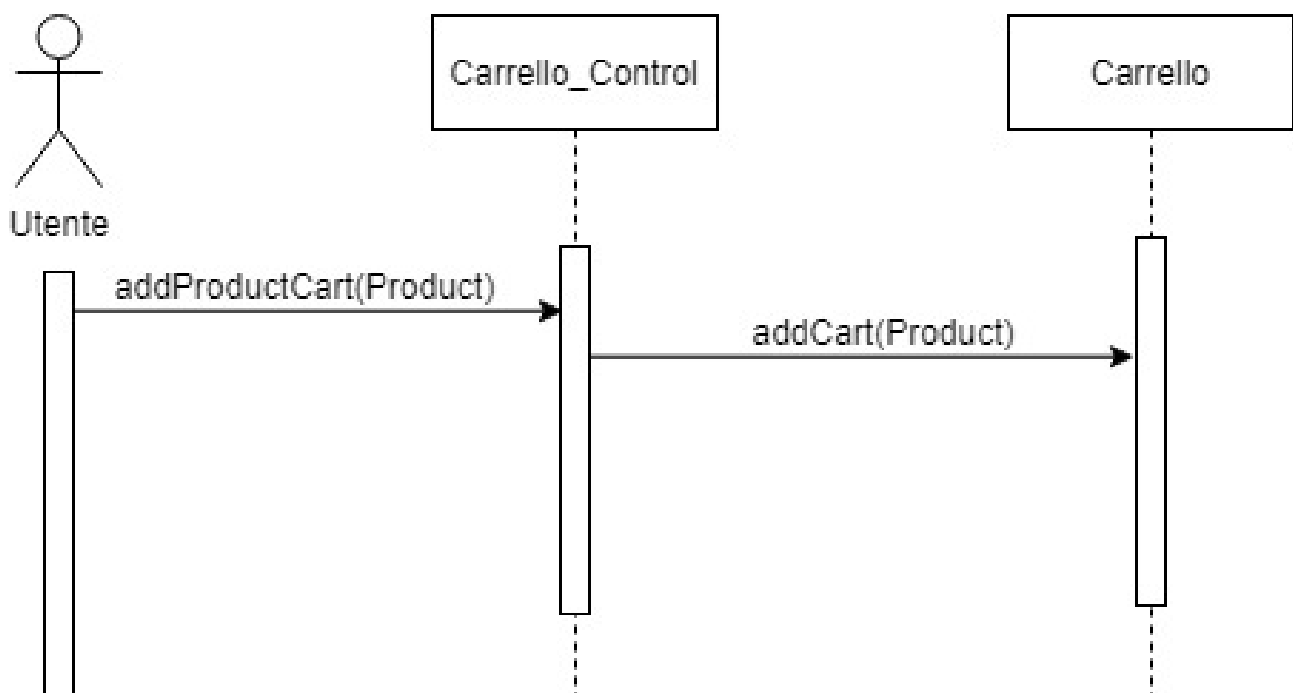 Carrello_Control
Carrello
Utente
addProductCart(Product)
addCart(Product)